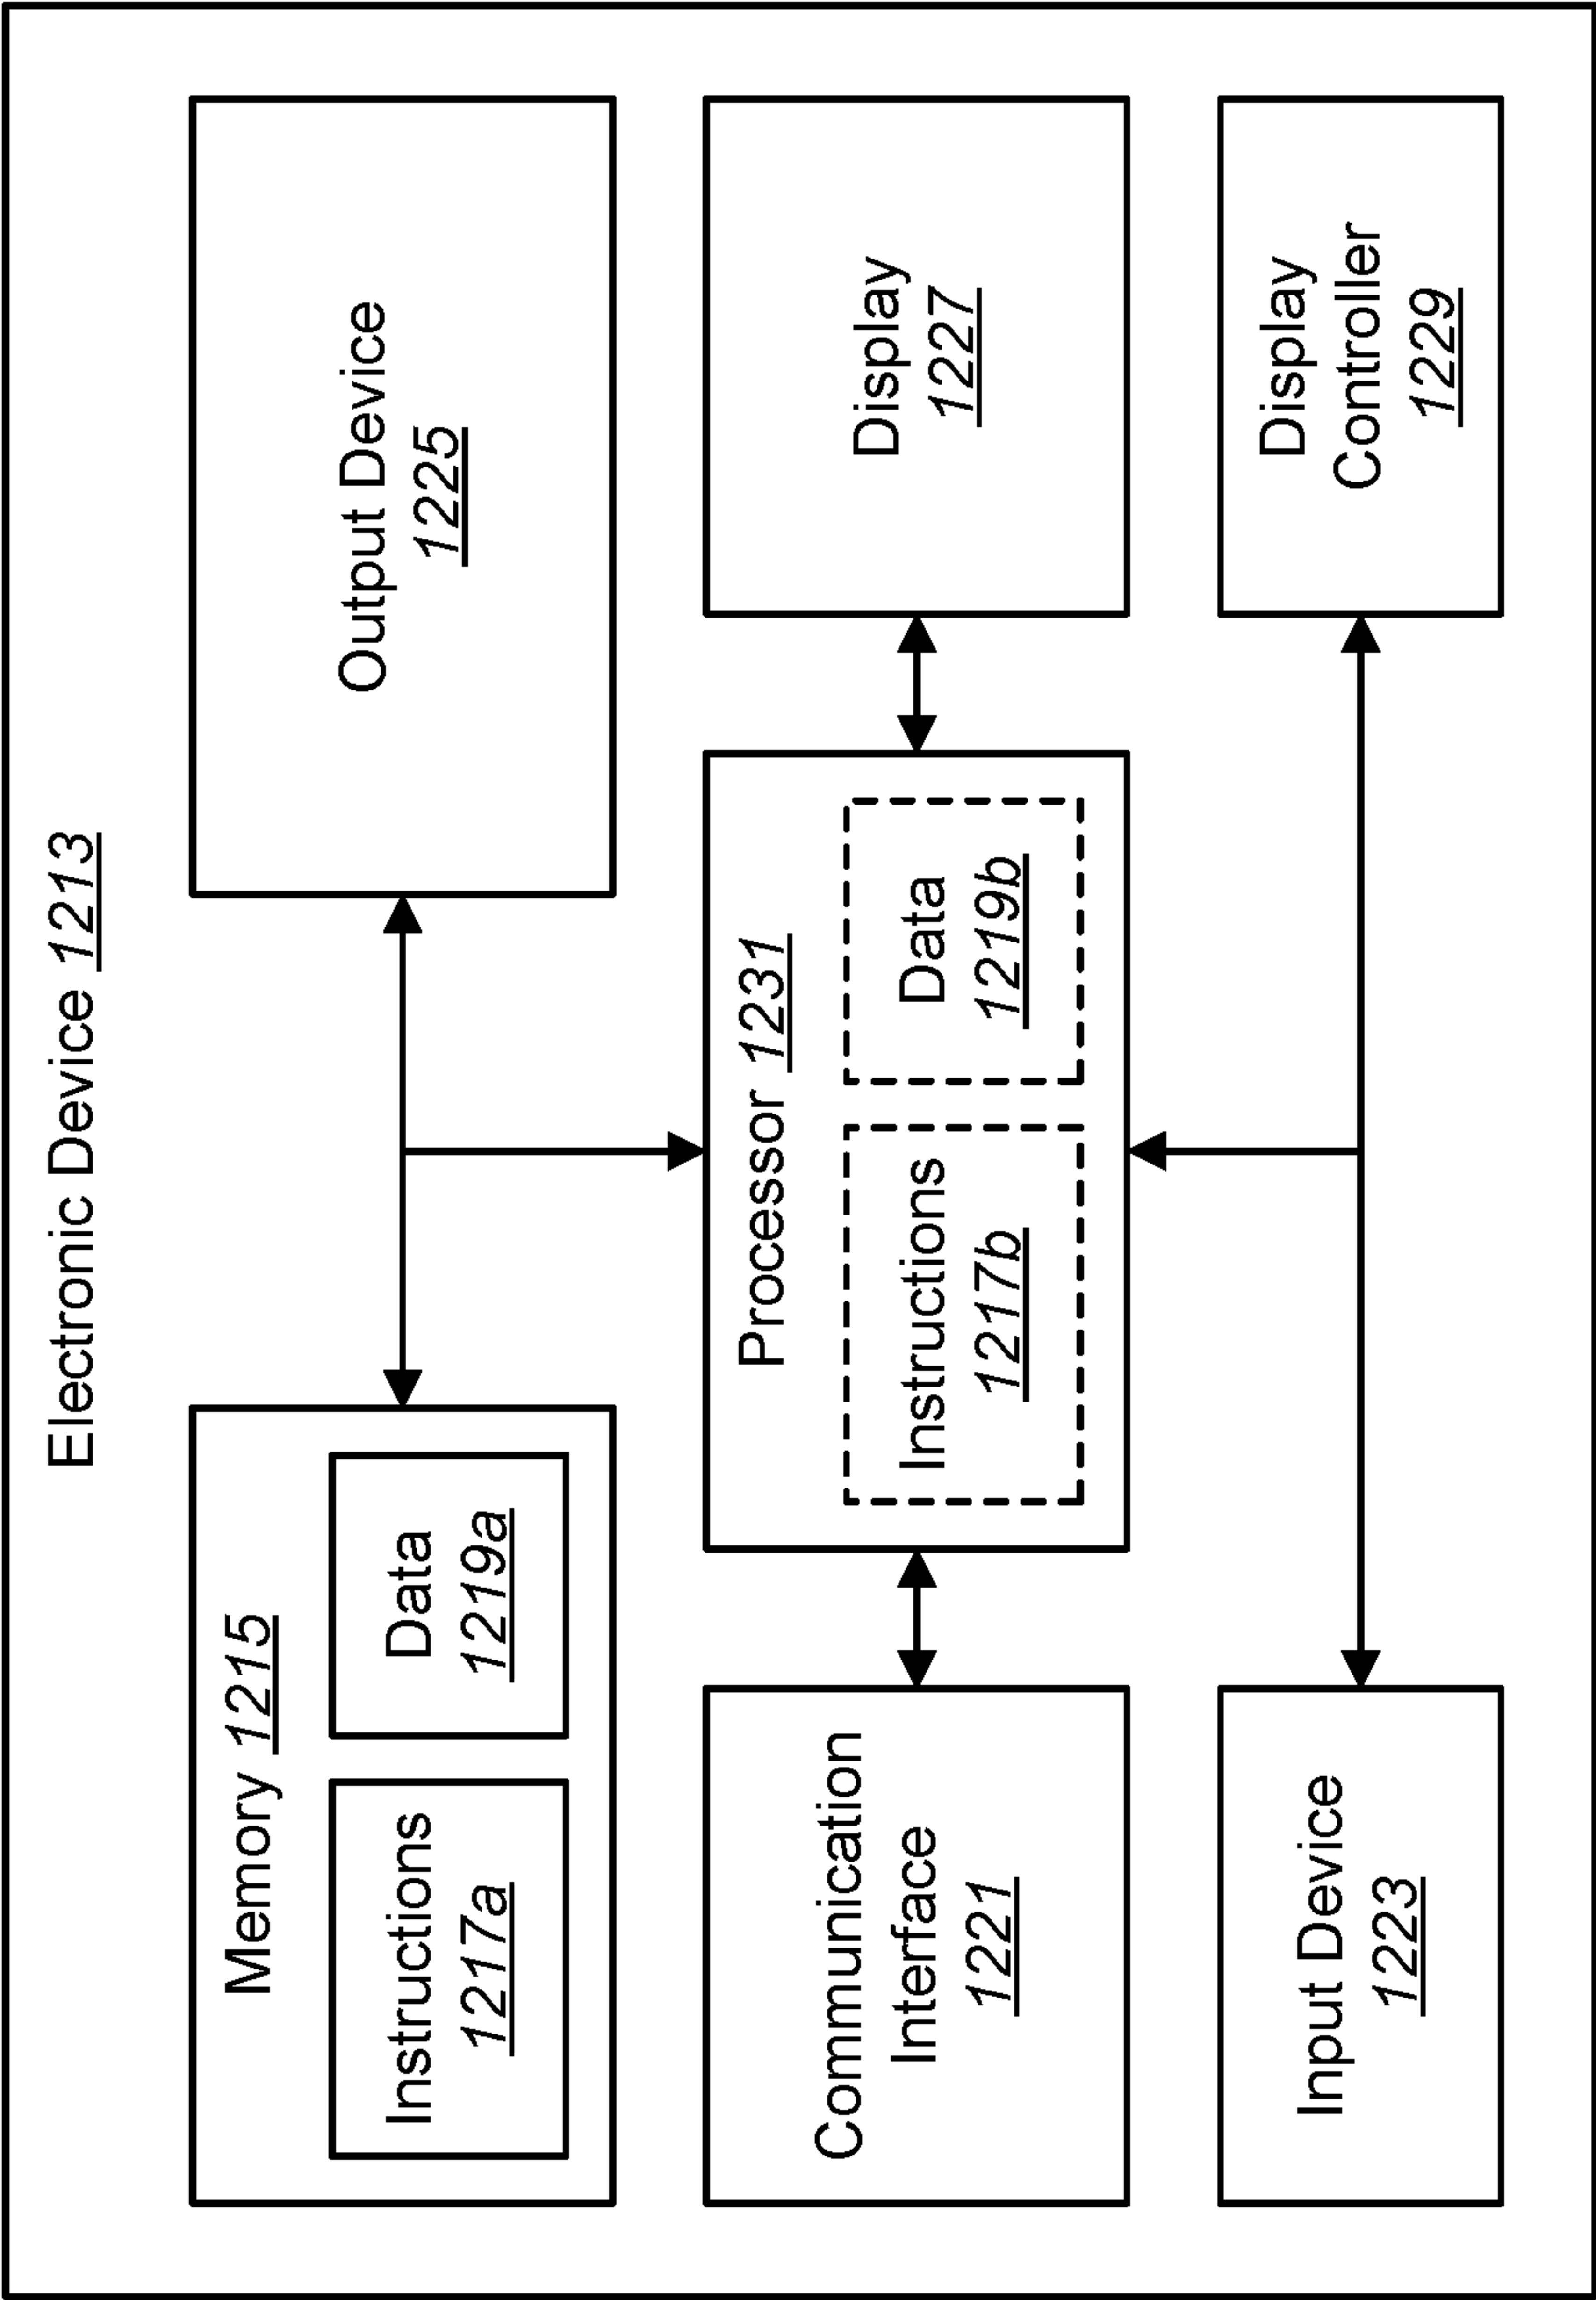 Electronic Device 1213
Memory 1215
Instructions
1217a
Data
1219a
Output Device
1225
Communication
Interface
1221
Processor 1231
Instructions
1217b
Data
1219b
Display
1227
Input Device
1223
Display
Controller
1229